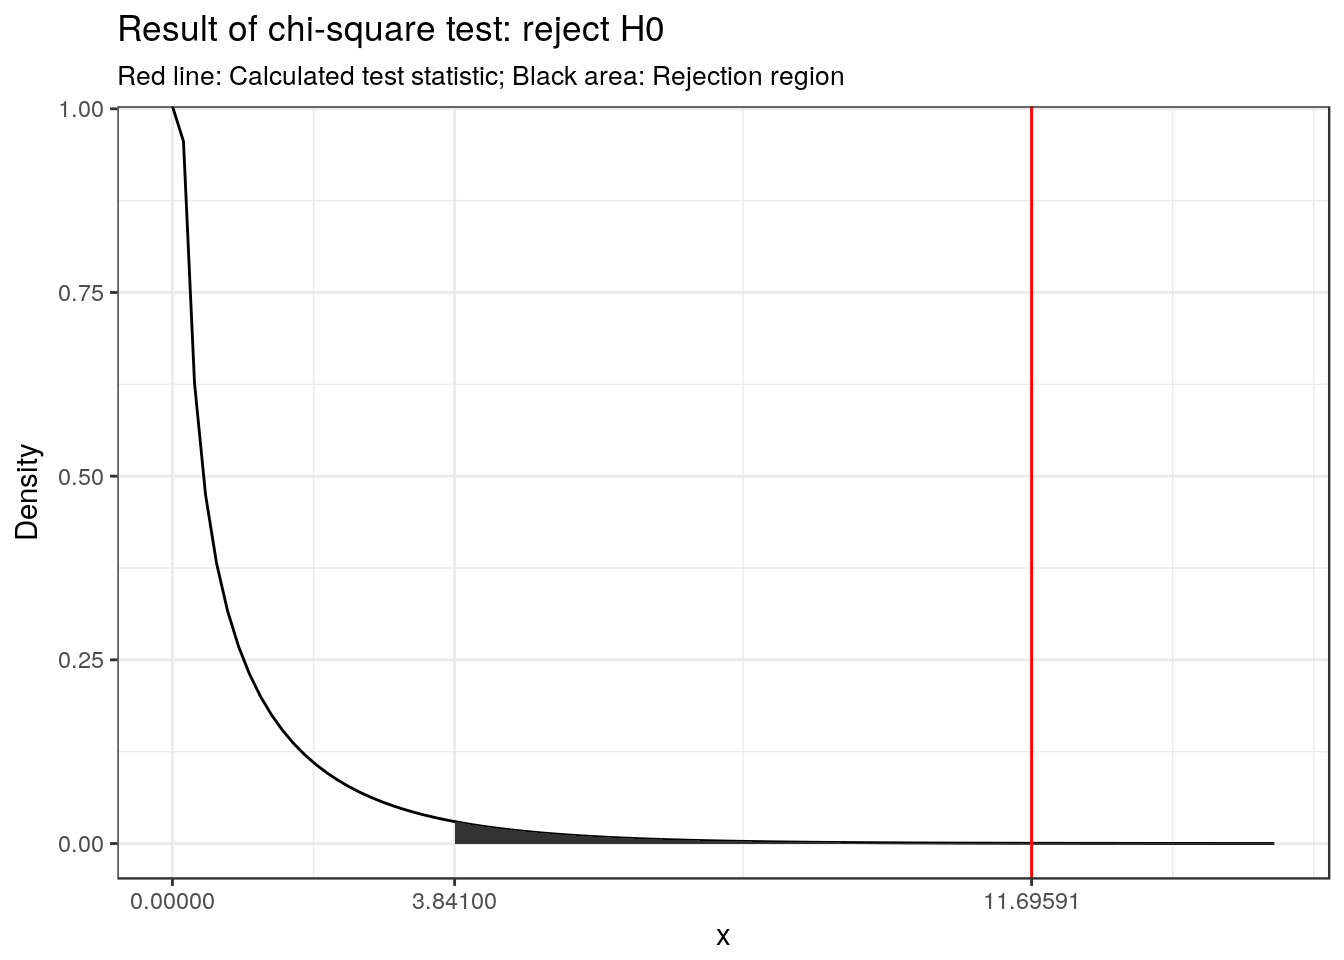 Result of chi-square test: reject H0
Red line: Calculated test statistic; Black area: Rejection region
1.00
0.75
0.50
0.25
0.00
Density
0.00000
3.84100
11.69591
x